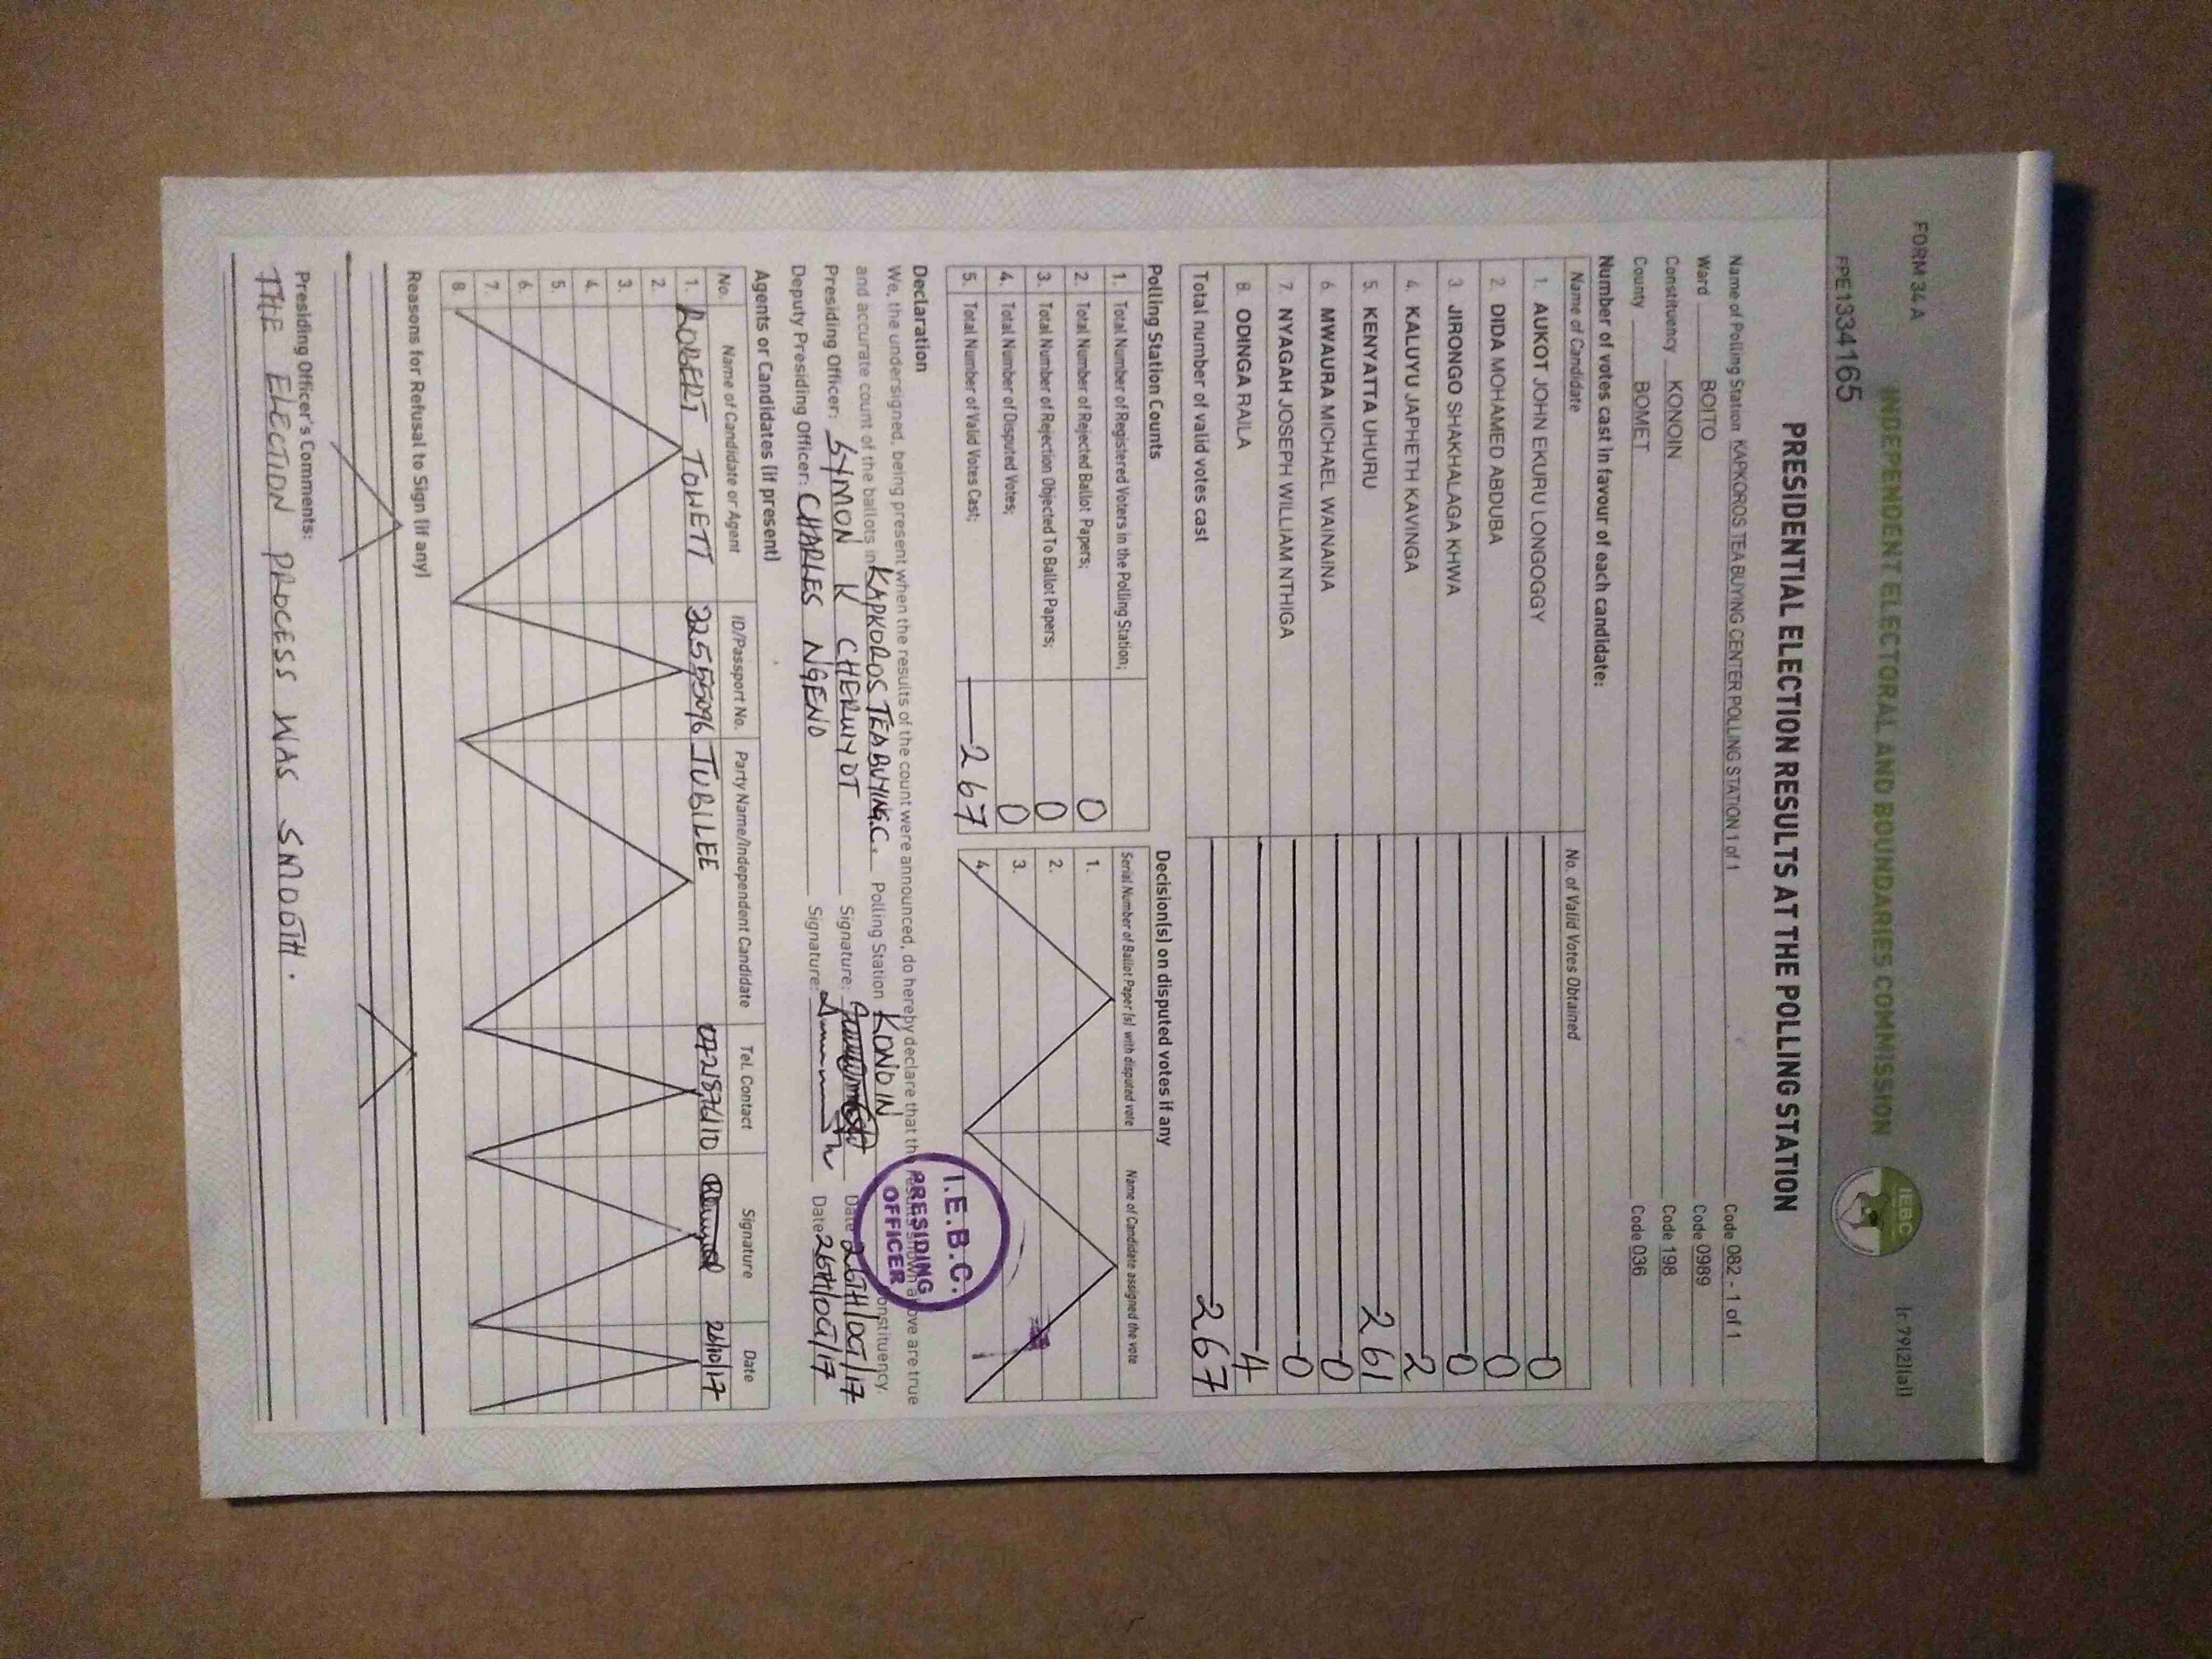 FORM 34A
(r.79(2)(a))
INDEPENDENT ELECTORAL AND BOUNDARIES COMMISSION
IEBC
FPE1334165
PRESIDENTIAL ELECTION RESULTS AT THE POLLING STATION
Name of Polling Station KAPKOROS TEA BUYING CENTER POLLING STATION 1 of 1 Code 082 - 1 of 1
Ward BOITO Code 0989
Constituency KONOIN Code 198
County BOMET Code 036
Number of votes cast in favour of each candidate:
Name of Candidate No. of Valid Votes Obtained
1. AUKOT JOHN EKURU LONGOGGY 0
2. DIDA MOHAMED ABDUBA 0
3. JIRONGO SHAKHALAGA KHWA 0
4. KALUYU JAPHETH KAVINGA 2
5. KENYATTA UHURU 261
6. MWAURA MICHAEL WAINAINA 0
7. NYAGAH JOSEPH WILLIAM NTHIGA 0
8. ODINGA RAILA 4
Total number of valid votes cast 267
Polling Station Counts
1. Total Number of Registered Voters in the Polling Station;
2. Total Number of Rejected Ballot Papers; 0
3. Total Number of Rejection Objected To Ballot Papers; 0
4. Total Number of Disputed Votes; 0
5. Total Number of Valid Votes Cast; 267
Decision(s) on disputed votes if any
Serial Number of Ballot Paper (s) with disputed vote Name of Candidate assigned the vote
1.
2.
3.
4.
Declaration
We, the undersigned, being present when the results of the count were announced, do hereby declare that the results shown above are true
and accurate count of the ballots in KAPKOROS TEA BUYING.C. Polling Station KONOIN Constituency.
Presiding Officer: SYMON K CHERUIYOT Signature: Date 26TH/OCT/17
Deputy Presiding Officer: CHARLES NGENO Signature: Date 26TH/OCT/17
I.E.B.C.
PRESIDING
OFFICER
Agents or Candidates (if present)
No. Name of Candidate or Agent ID/Passport No. Party Name/Independent Candidate Tel. Contact Signature Date
1. ROBERT TOWETT 32555096 JUBILEE 26/10/17
2.
3.
4.
5.
6.
7.
8.
Reasons for Refusal to Sign (if any)
Presiding Officer's Comments:
THE ELECTION PROCESS WAS SMOOTH.